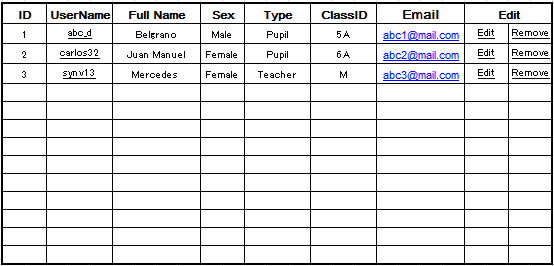 ID UserName Full Name Sex Type ClassID Email Edit
1 abc_d Belgrano Male Pupil 5A abc1@mail.com Edit Remove
2 carlos32 Juan Manuel Female Pupil 6A abc2@mail.com Edit Remove
3 synv13 Mercedes Female Teacher M abc3@mail.com Edit Remove